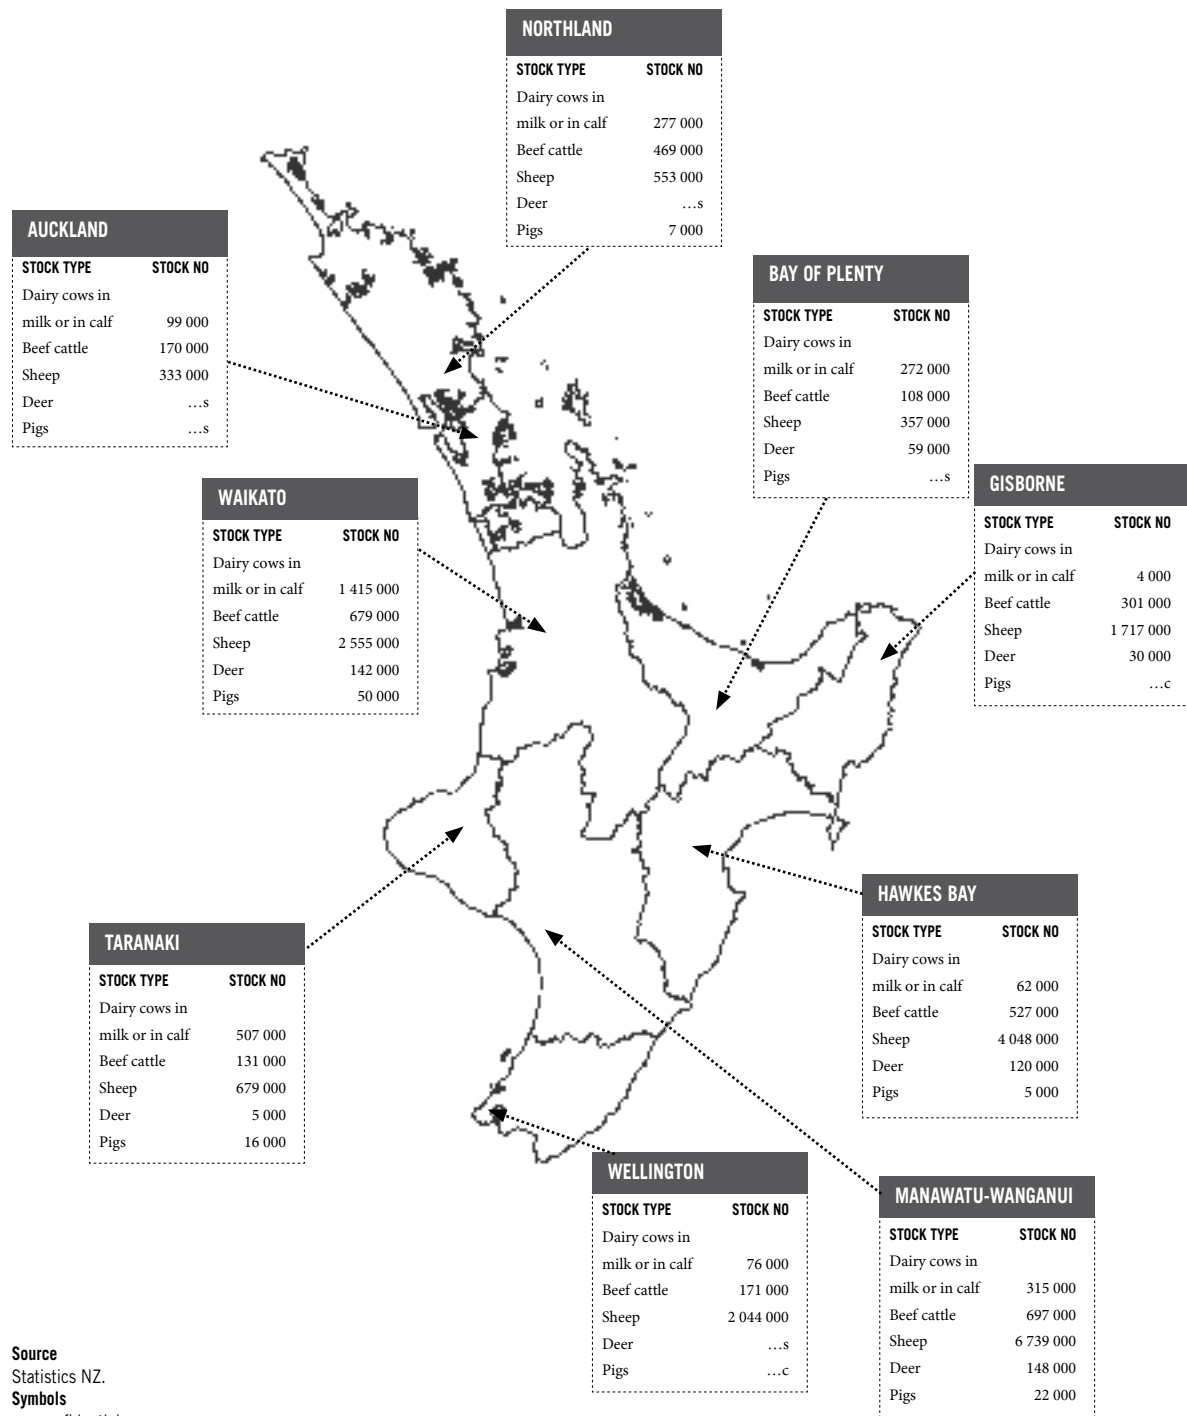 NORTHLAND
STOCK TYPE STOCK NO
Dairy cows in
milk or in calf 277 000
Beef cattle 469 000
Sheep 553 000
Deer …s
Pigs 7 000
AUCKLAND
STOCK TYPE STOCK NO
Dairy cows in
milk or in calf 99 000
Beef cattle 170 000
Sheep 333 000
Deer …s
Pigs …s
BAY OF PLENTY
STOCK TYPE STOCK NO
Dairy cows in
milk or in calf 272 000
Beef cattle 108 000
Sheep 357 000
Deer 59 000
Pigs …s
GISBORNE
STOCK TYPE STOCK NO
Dairy cows in
milk or in calf 4 000
Beef cattle 301 000
Sheep 1 717 000
Deer 30 000
Pigs …c
WAIKATO
STOCK TYPE STOCK NO
Dairy cows in
milk or in calf 1 415 000
Beef cattle 679 000
Sheep 2 555 000
Deer 142 000
Pigs 50 000
HAWKES BAY
STOCK TYPE STOCK NO
Dairy cows in
milk or in calf 62 000
Beef cattle 527 000
Sheep 4 048 000
Deer 120 000
Pigs 5 000
TARANAKI
STOCK TYPE STOCK NO
Dairy cows in
milk or in calf 507 000
Beef cattle 131 000
Sheep 679 000
Deer 5 000
Pigs 16 000
WELLINGTON
STOCK TYPE STOCK NO
Dairy cows in
milk or in calf 76 000
Beef cattle 171 000
Sheep 2 044 000
Deer …s
Pigs …c
MANAWATU-WANGANUI
STOCK TYPE STOCK NO
Dairy cows in
milk or in calf 315 000
Beef cattle 697 000
Sheep 6 739 000
Deer 148 000
Pigs 22 000
Source
Statistics NZ.
Symbols